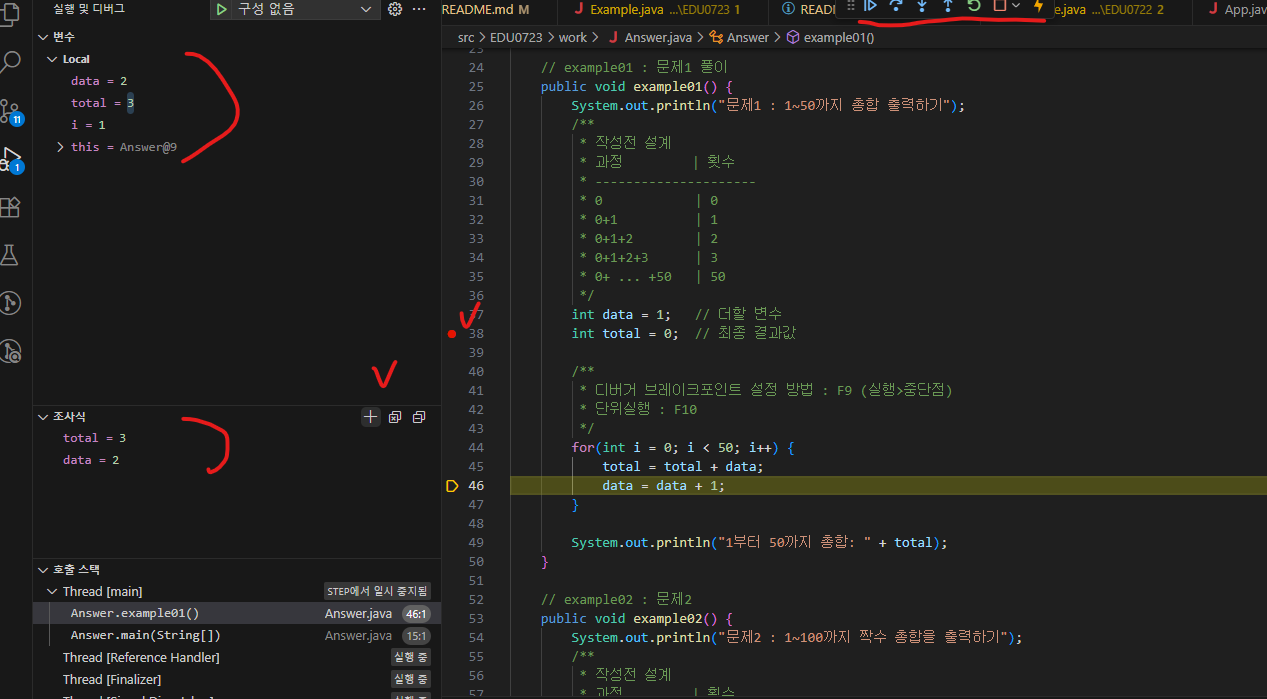 실행 및 디버그
구성 없음
변수
Local
data = 2
total = 3
i = 1
this = Answer@9
조사식
total = 3
data = 2
호출 스택
Thread [main] STEP에서 일시 중지됨
Answer.example01() Answer.java 46:1
Answer.main(String[]) Answer.java 15:1
Thread [Reference Handler] 실행 중
Thread [Finalizer] 실행 중
11
1
README.md M
Example.java ...\EDU0723 1
READ
e.java ...\EDU0722 2
App.jav
src > EDU0723 > work > Answer.java > Answer > example01()
23
24 // example01 : 문제1 풀이
25 public void example01() {
26 System.out.println("문제1 : 1~50까지 총합 출력하기");
27 /**
28 * 작성전 설계
29 * 과정 | 횟수
30 * ---------------------
31 * 0 | 0
32 * 0+1 | 1
33 * 0+1+2 | 2
34 * 0+1+2+3 | 3
35 * 0+ ... +50 | 50
36 */
37 int data = 1; // 더할 변수
38 int total = 0; // 최종 결과값
39
40 /**
41 * 디버거 브레이크포인트 설정 방법 : F9 (실행>중단점)
42 * 단위실행 : F10
43 */
44 for(int i = 0; i < 50; i++) {
45 total = total + data;
46 data = data + 1;
47 }
48
49 System.out.println("1부터 50까지 총합: " + total);
50 }
51
52 // example02 : 문제2
53 public void example02() {
54 System.out.println("문제2 : 1~100까지 짝수 총합을 출력하기");
55 /**
56 * 작성전 설계
57 * 과정 | 횟수